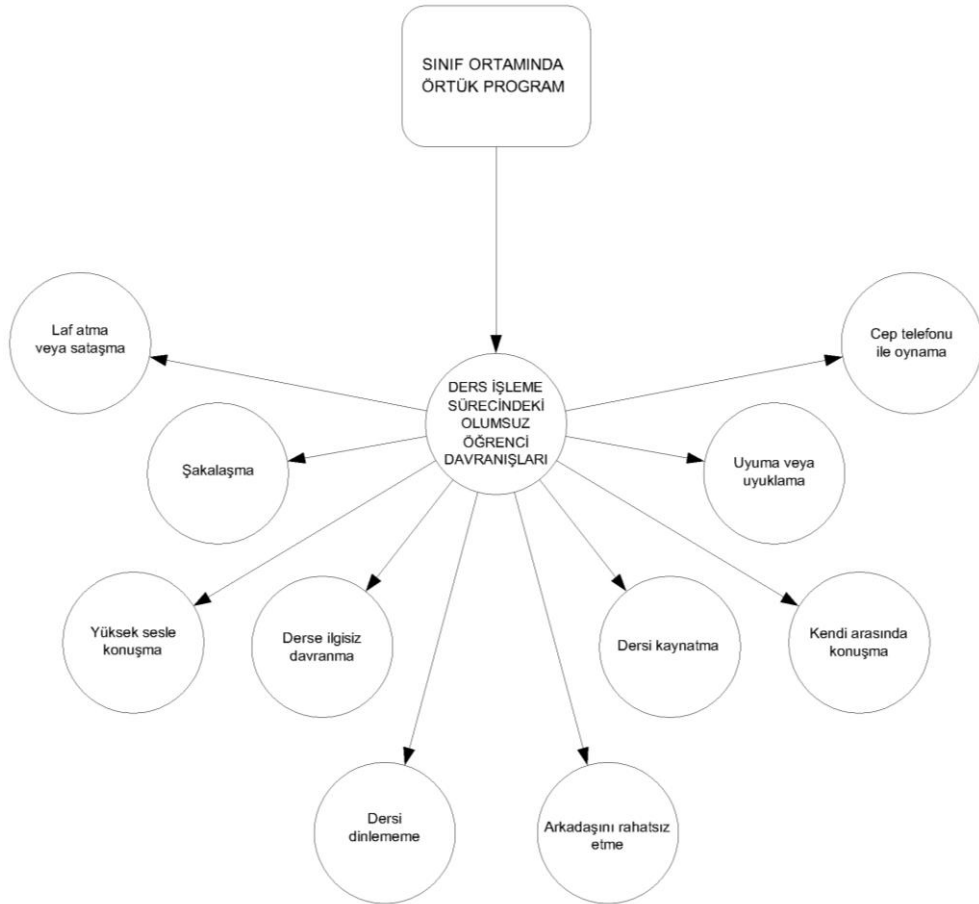 SINIF ORTAMINDA
ÖRTÜK PROGRAM
Laf atma
veya sataşma
Cep telefonu
ile oynama
DERS İŞLEME
SÜRECİNDEKİ
OLUMSUZ
ÖĞRENCİ
DAVRANIŞLARI
Şakalaşma
Uyuma veya
uyuklama
Yüksek sesle
konuşma
Derse ilgisiz
davranma
Dersi kaynatma
Kendi arasında
konuşma
Dersi
dinlememe
Arkadaşını rahatsız
etme